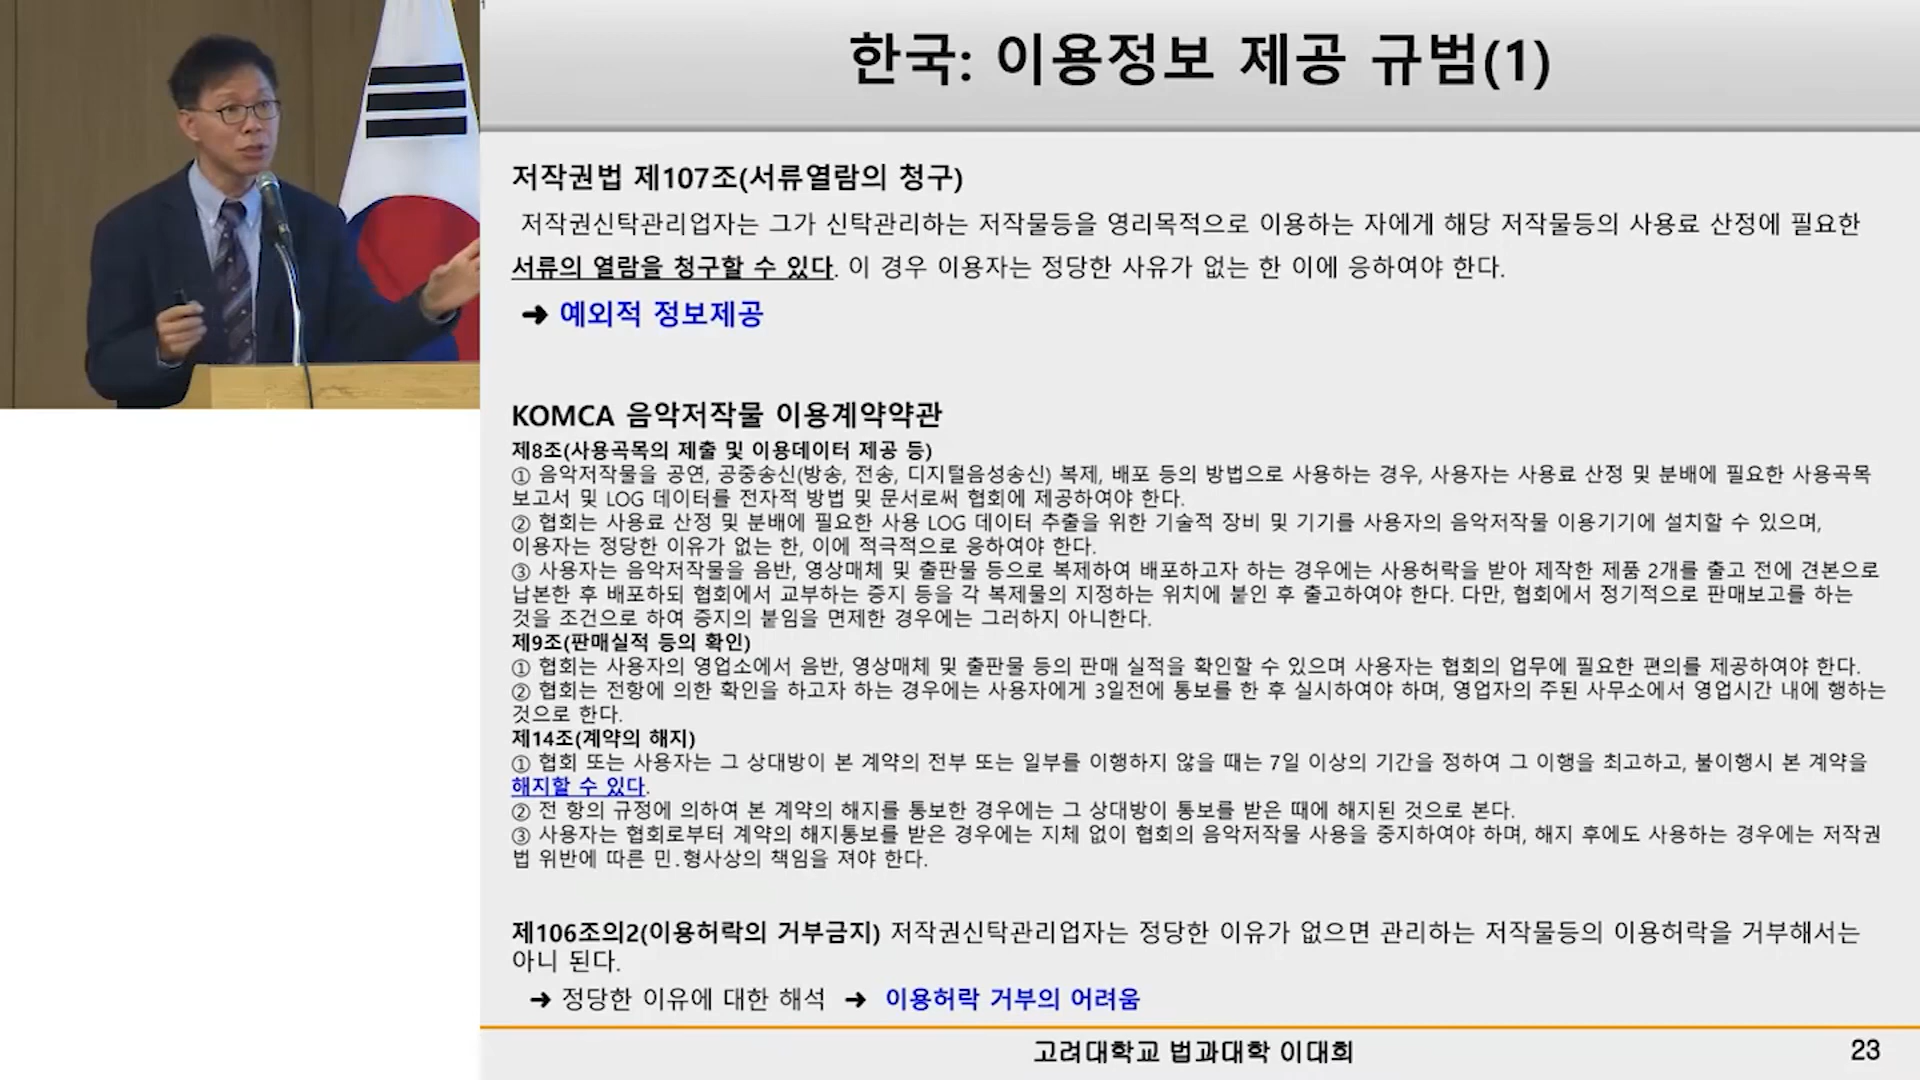 한국: 이용정보 제공 규범(1)
저작권법 제107조(서류열람의 청구)
저작권신탁관리업자는 그가 신탁관리하는 저작물등을 영리목적으로 이용하는 자에게 해당 저작물등의 사용료 산정에 필요한
서류의 열람을 청구할 수 있다. 이 경우 이용자는 정당한 사유가 없는 한 이에 응하여야 한다.
➜ 예외적 정보제공
KOMCA 음악저작물 이용계약약관
제8조(사용곡목의 제출 및 이용데이터 제공 등)
① 음악저작물을 공연, 공중송신(방송, 전송, 디지털음성송신) 복제, 배포 등의 방법으로 사용하는 경우, 사용자는 사용료 산정 및 분배에 필요한 사용곡목
보고서 및 LOG 데이터를 전자적 방법 및 문서로써 협회에 제공하여야 한다.
② 협회는 사용료 산정 및 분배에 필요한 사용 LOG 데이터 추출을 위한 기술적 장비 및 기기를 사용자의 음악저작물 이용기기에 설치할 수 있으며,
이용자는 정당한 이유가 없는 한, 이에 적극적으로 응하여야 한다.
③ 사용자는 음악저작물을 음반, 영상매체 및 출판물 등으로 복제하여 배포하고자 하는 경우에는 사용허락을 받아 제작한 제품 2개를 출고 전에 견본으로
납본한 후 배포하되 협회에서 교부하는 증지 등을 각 복제물의 지정하는 위치에 붙인 후 출고하여야 한다. 다만, 협회에서 정기적으로 판매보고를 하는
것을 조건으로 하여 증지의 붙임을 면제한 경우에는 그러하지 아니한다.
제9조(판매실적 등의 확인)
① 협회는 사용자의 영업소에서 음반, 영상매체 및 출판물 등의 판매 실적을 확인할 수 있으며 사용자는 협회의 업무에 필요한 편의를 제공하여야 한다.
② 협회는 전항에 의한 확인을 하고자 하는 경우에는 사용자에게 3일전에 통보를 한 후 실시하여야 하며, 영업자의 주된 사무소에서 영업시간 내에 행하는
것으로 한다.
제14조(계약의 해지)
① 협회 또는 사용자는 그 상대방이 본 계약의 전부 또는 일부를 이행하지 않을 때는 7일 이상의 기간을 정하여 그 이행을 최고하고, 불이행시 본 계약을
해지할 수 있다.
② 전 항의 규정에 의하여 본 계약의 해지를 통보한 경우에는 그 상대방이 통보를 받은 때에 해지된 것으로 본다.
③ 사용자는 협회로부터 계약의 해지통보를 받은 경우에는 지체 없이 협회의 음악저작물 사용을 중지하여야 하며, 해지 후에도 사용하는 경우에는 저작권
법 위반에 따른 민.형사상의 책임을 져야 한다.
제106조의2(이용허락의 거부금지) 저작권신탁관리업자는 정당한 이유가 없으면 관리하는 저작물등의 이용허락을 거부해서는
아니 된다.
➜ 정당한 이유에 대한 해석 ➜ 이용허락 거부의 어려움
고려대학교 법과대학 이대희
23